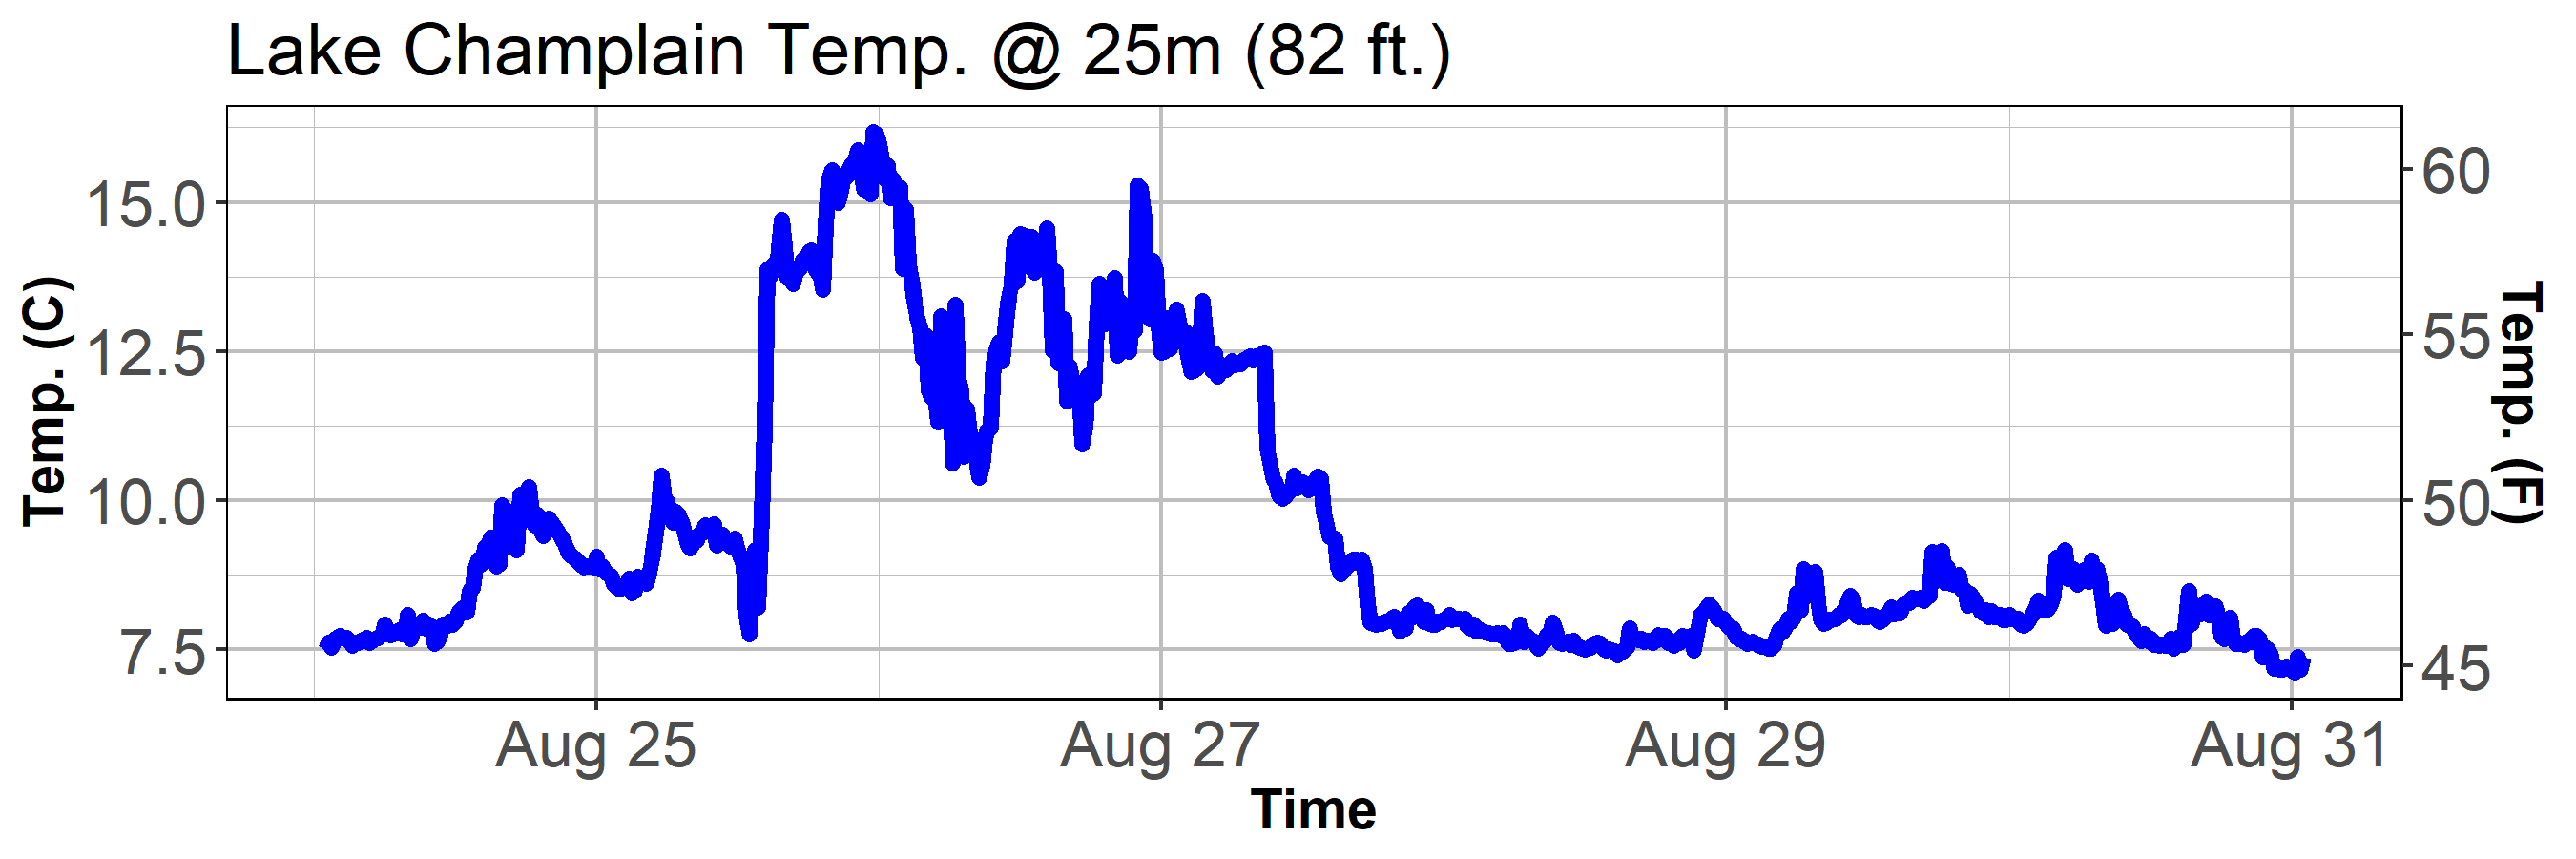 Lake Champlain Temp. @ 25m (82 ft.)
Temp. (C)
15.0
12.5
10.0
7.5
60
55
50
45
Temp. (F)
Aug 25 Aug 27 Aug 29 Aug 31
Time